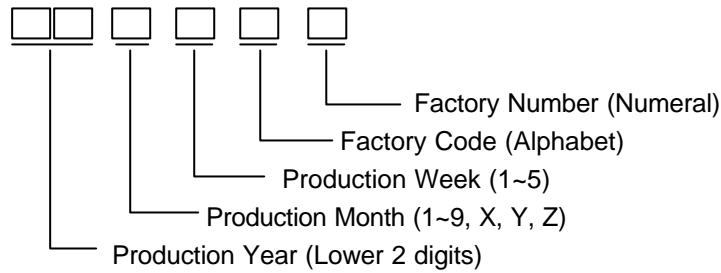 Factory Number (Numeral)
Factory Code (Alphabet)
Production Week (1~5)
Production Month (1~9, X, Y, Z)
Production Year (Lower 2 digits)